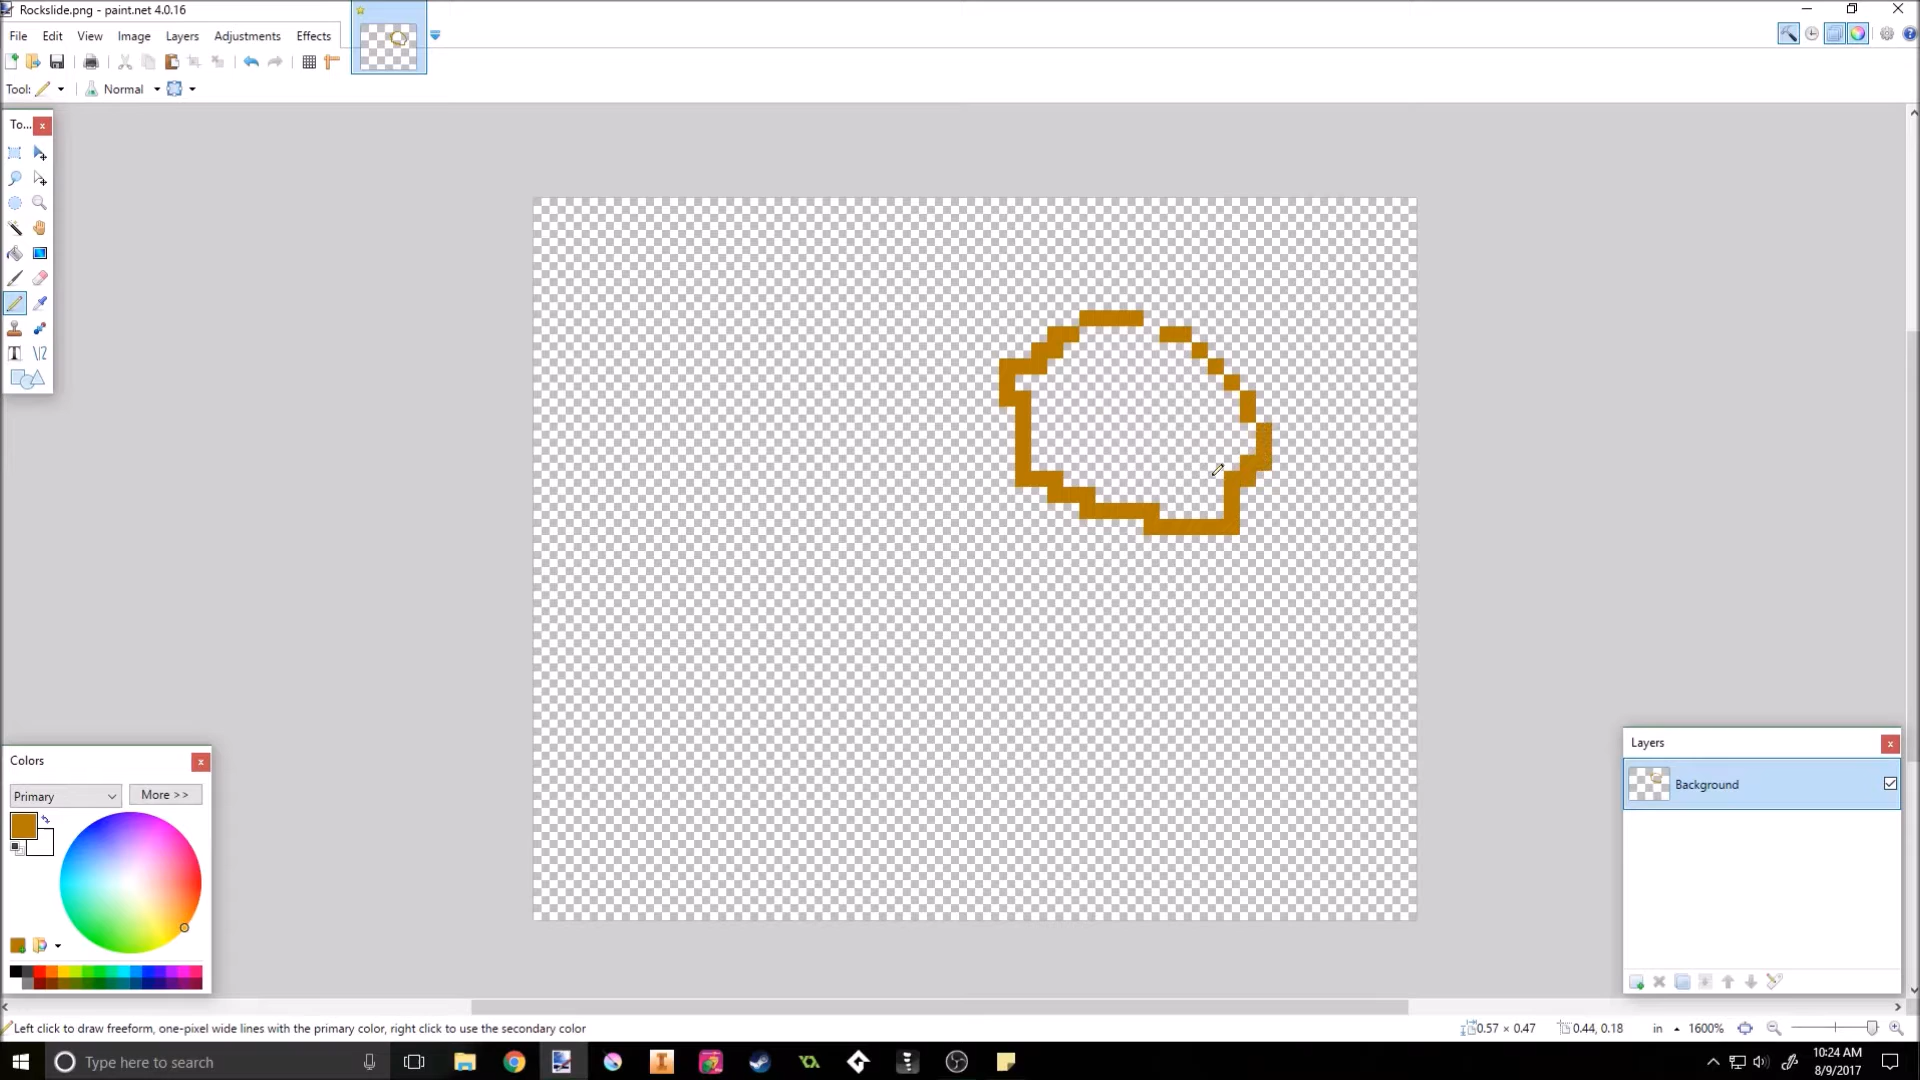 Rockslide.png - paint.net 4.0.16
File Edit View Image Layers Adjustments Effects
Tool: Normal
To...
Colors
Primary More >>
Layers
Background
Left click to draw freeform, one-pixel wide lines with the primary color, right click to use the secondary color
0.57 × 0.47 0.44, 0.18 in 1600%
Type here to search
10:24 AM
8/9/2017